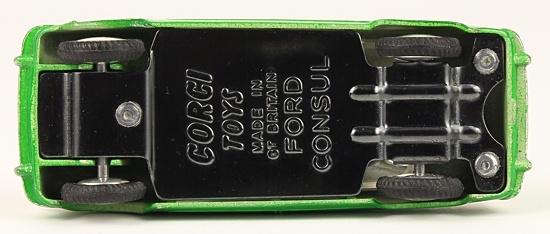 CORGI
TOYS
MADE IN
GT BRITAIN
FORD
CONSUL